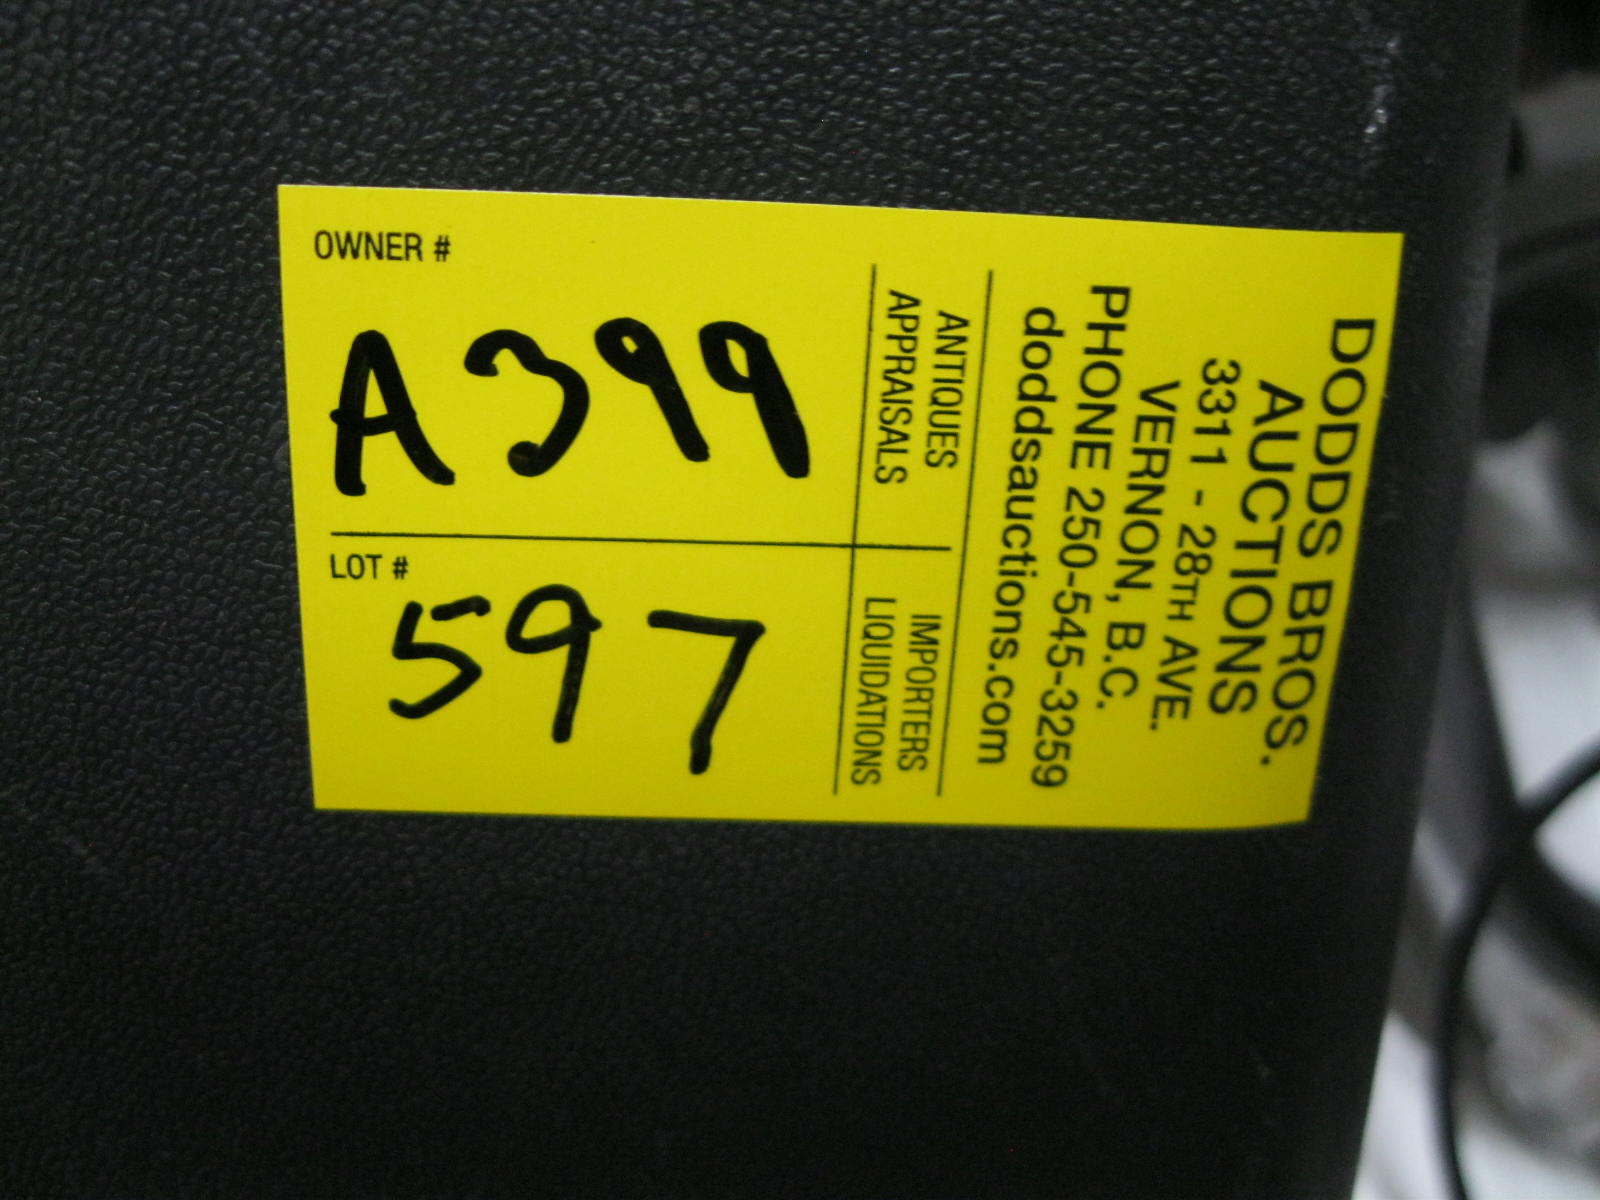 OWNER #
A399
LOT #
597
ANTIQUES
APPRAISALS
IMPORTERS
LIQUIDATIONS
DODDS BROS.
AUCTIONS
3311 - 28TH AVE.
VERNON, B.C.
PHONE 250-545-3259
doddsauctions.com